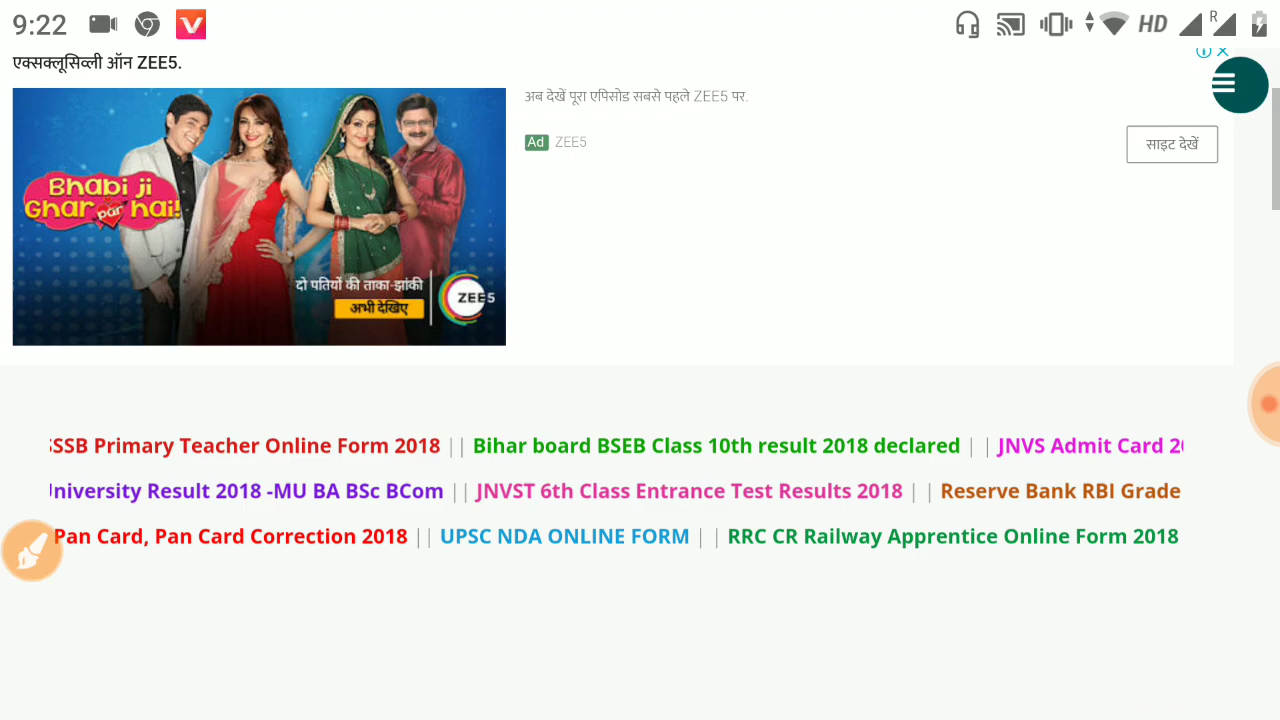 9:22
HD
R
एक्सक्लूसिव्ली ऑन ZEE5.
अब देखें पूरा एपिसोड सबसे पहले ZEE5 पर.
Ad ZEE5
साइट देखें
Bhabi ji
Ghar par hai!
दो पतियों की ताका-झांकी
अभी देखिए
ZEE5
SSSB Primary Teacher Online Form 2018 || Bihar board BSEB Class 10th result 2018 declared | | JNVS Admit Card 20
University Result 2018 -MU BA BSc BCom || JNVST 6th Class Entrance Test Results 2018 | | Reserve Bank RBI Grade
Pan Card, Pan Card Correction 2018 || UPSC NDA ONLINE FORM | | RRC CR Railway Apprentice Online Form 2018